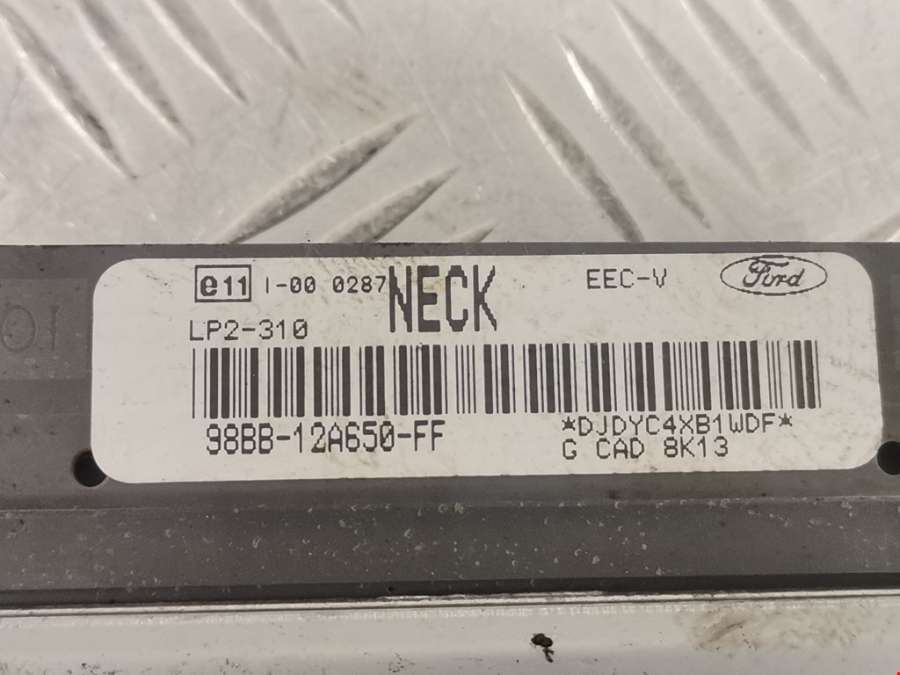 e11 I-00 0287 NECK EEC-V Ford
LP2-310
98BB-12A650-FF *DJDYC4XB1WDF*
G CAD 8K13